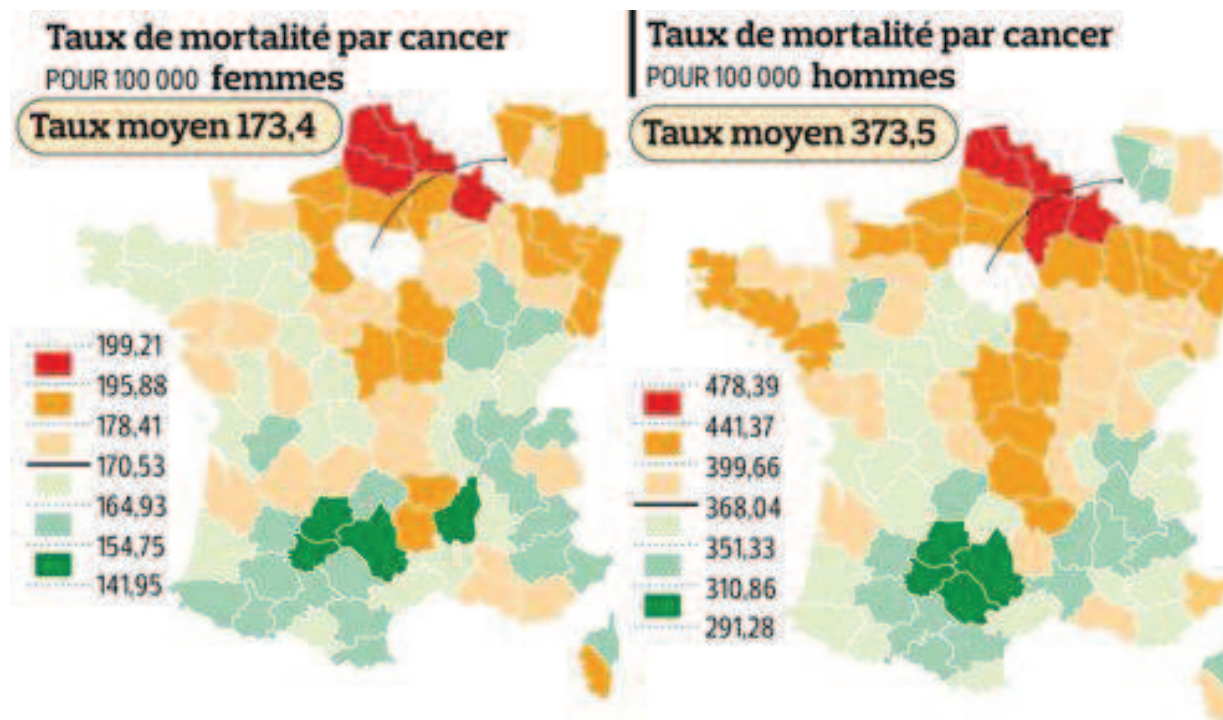 Taux de mortalité par cancer
POUR 100 000 femmes
Taux moyen 173,4
199,21
195,88
178,41
170.53
164,93
154,75
141,95
Taux de mortalité par cancer
POUR 100 000 hommes
Taux moyen 373,5
478,39
441,37
399,66
368,04
351,33
310,86
291,28